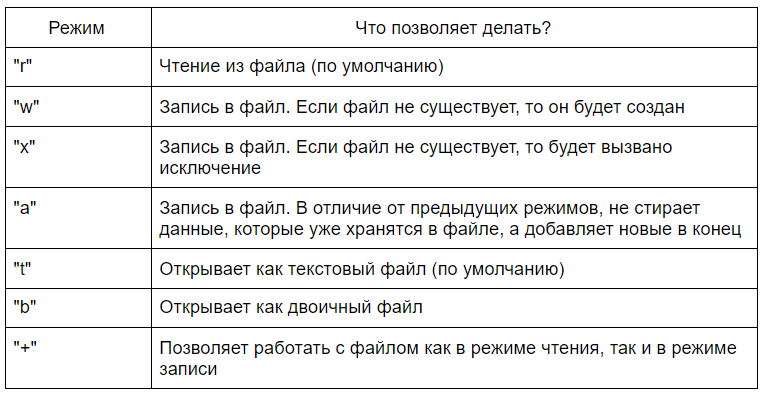 Режим Что позволяет делать?
"r" Чтение из файла (по умолчанию)
"w" Запись в файл. Если файл не существует, то он будет создан
"x" Запись в файл. Если файл не существует, то будет вызвано
исключение
"a" Запись в файл. В отличие от предыдущих режимов, не стирает
данные, которые уже хранятся в файле, а добавляет новые в конец
"t" Открывает как текстовый файл (по умолчанию)
"b" Открывает как двоичный файл
"+" Позволяет работать с файлом как в режиме чтения, так и в режиме
записи